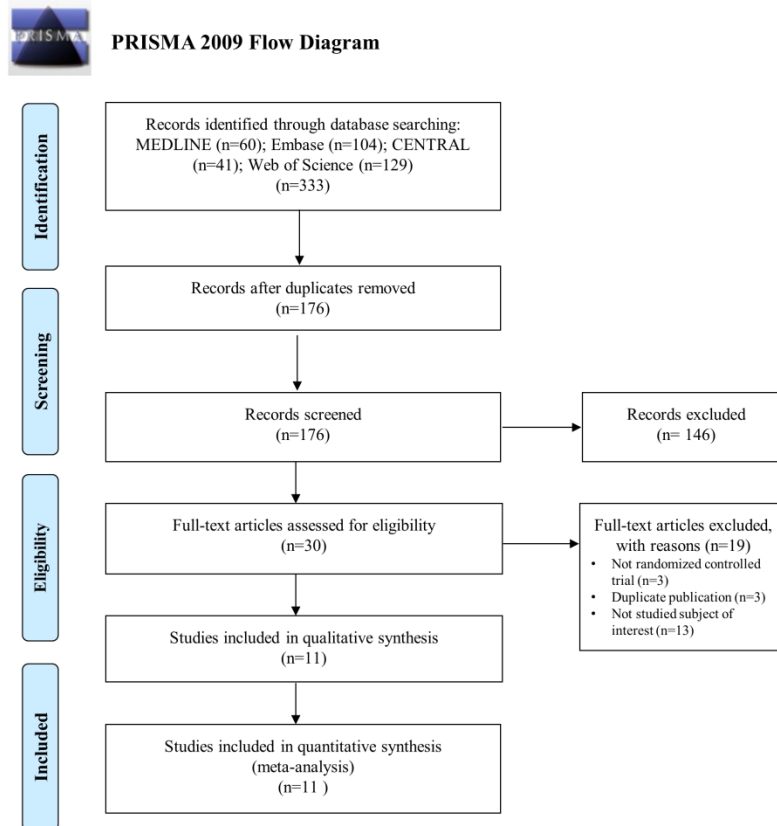 PRISMA
PRISMA 2009 Flow Diagram
Identification
Records identified through database searching:
MEDLINE (n=60); Embase (n=104); CENTRAL
(n=41); Web of Science (n=129)
(n=333)
Records after duplicates removed
(n=176)
Screening
Records screened
(n=176)
Records excluded
(n= 146)
Eligibility
Full-text articles assessed for eligibility
(n=30)
Full-text articles excluded,
with reasons (n=19)
• Not randomized controlled
trial (n=3)
• Duplicate publication (n=3)
• Not studied subject of
interest (n=13)
Studies included in qualitative synthesis
(n=11)
Included
Studies included in quantitative synthesis
(meta-analysis)
(n=11 )